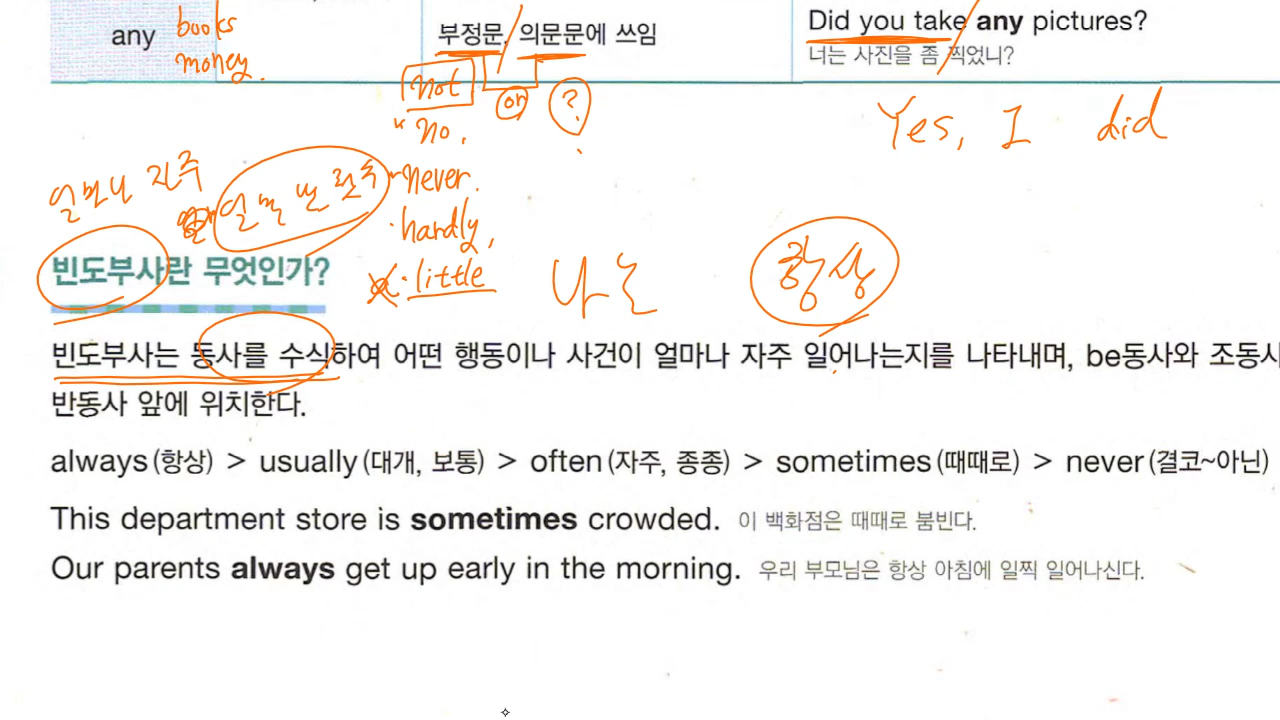 any
books
money.
부정문, 의문문에 쓰임
Did you take any pictures?
너는 사진을 좀 찍었니?
not
or
?
no.
Yes, I did
얼마나 자주
never.
hardly,
little
빈도부사란 무엇인가?
나는
항상
빈도부사는 동사를 수식하여 어떤 행동이나 사건이 얼마나 자주 일어나는지를 나타내며, be동사와 조동사
반동사 앞에 위치한다.
always (항상) > usually (대개, 보통) > often (자주, 종종) > sometimes (때때로) > never (결코~아닌)
This department store is sometimes crowded. 이 백화점은 때때로 붐빈다.
Our parents always get up early in the morning. 우리 부모님은 항상 아침에 일찍 일어나신다.